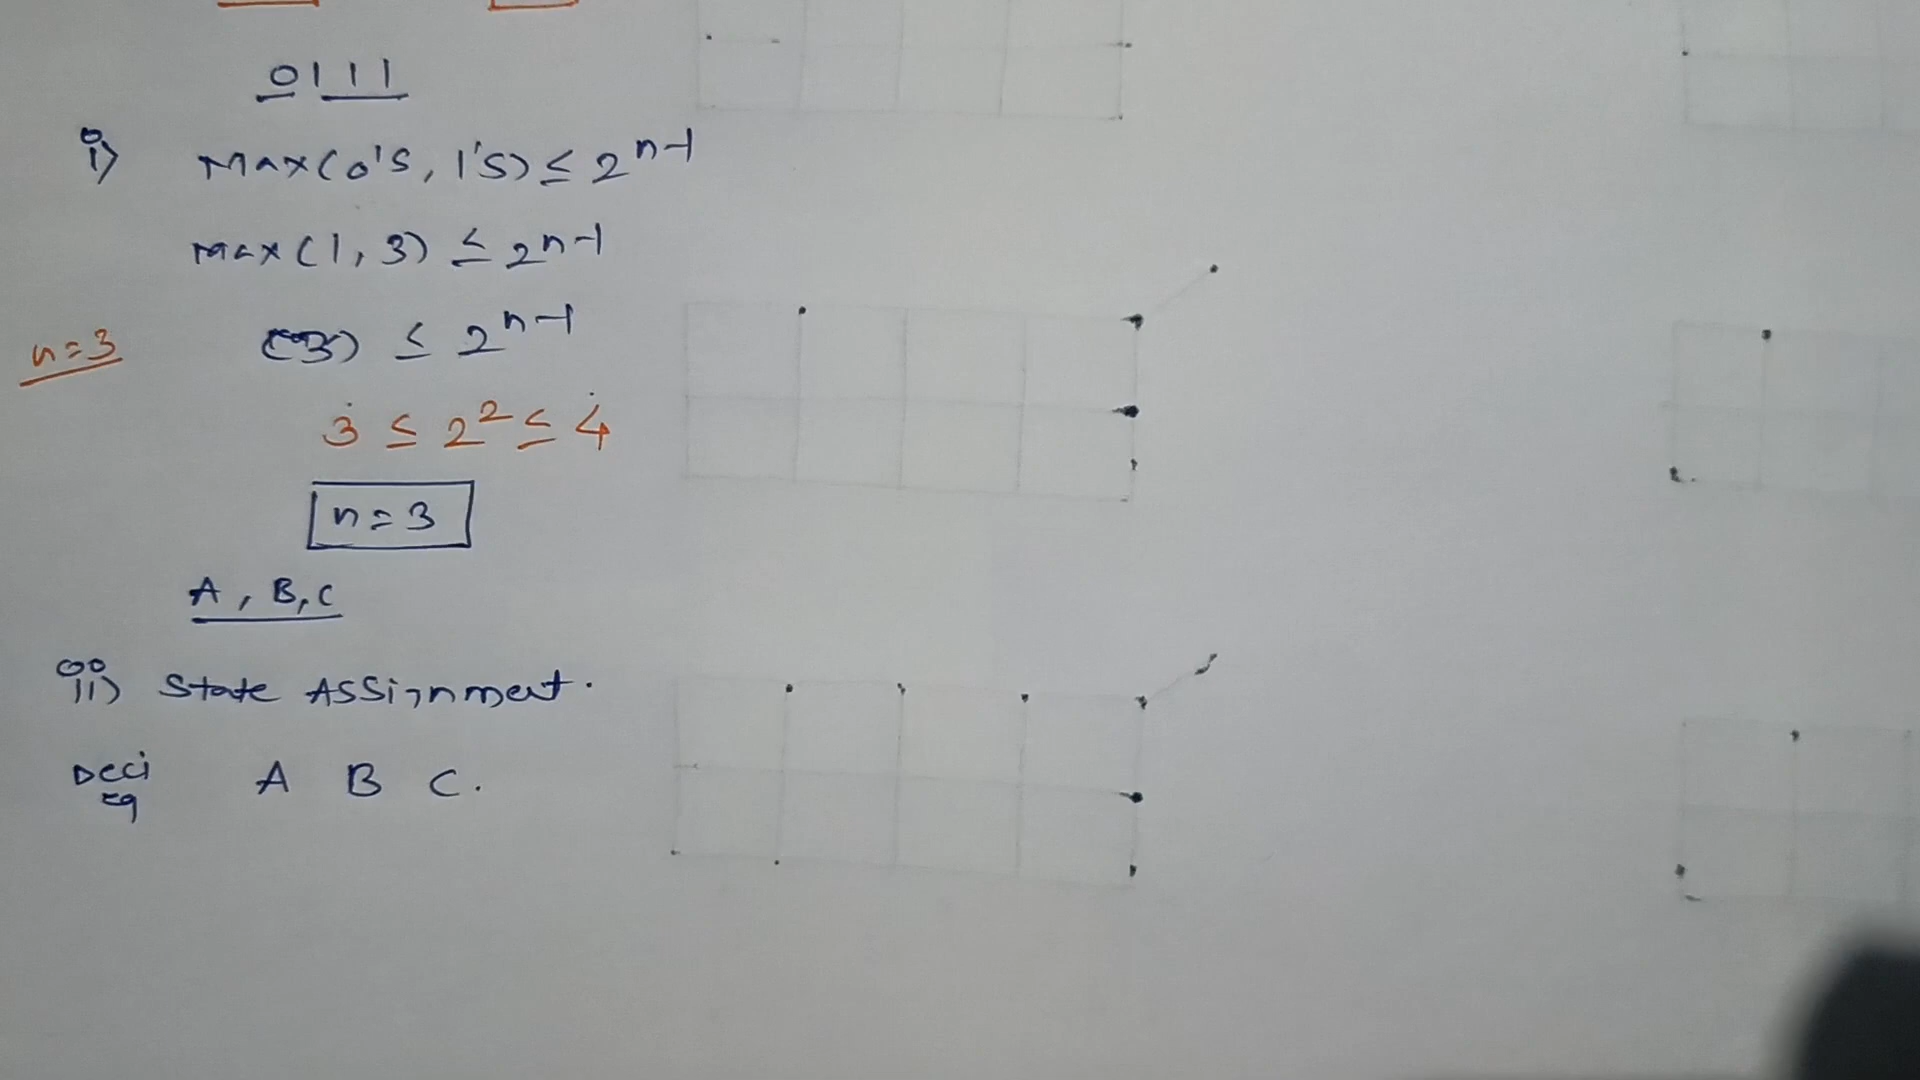 0111
i) Max(0's, 1's) ≤ 2^n-1
Max(1, 3) ≤ 2^n-1
n=3 (3) ≤ 2^n-1
3 ≤ 2^2 ≤ 4
n=3
A, B, C
ii) State Assignment.
Deci A B C.
Eq